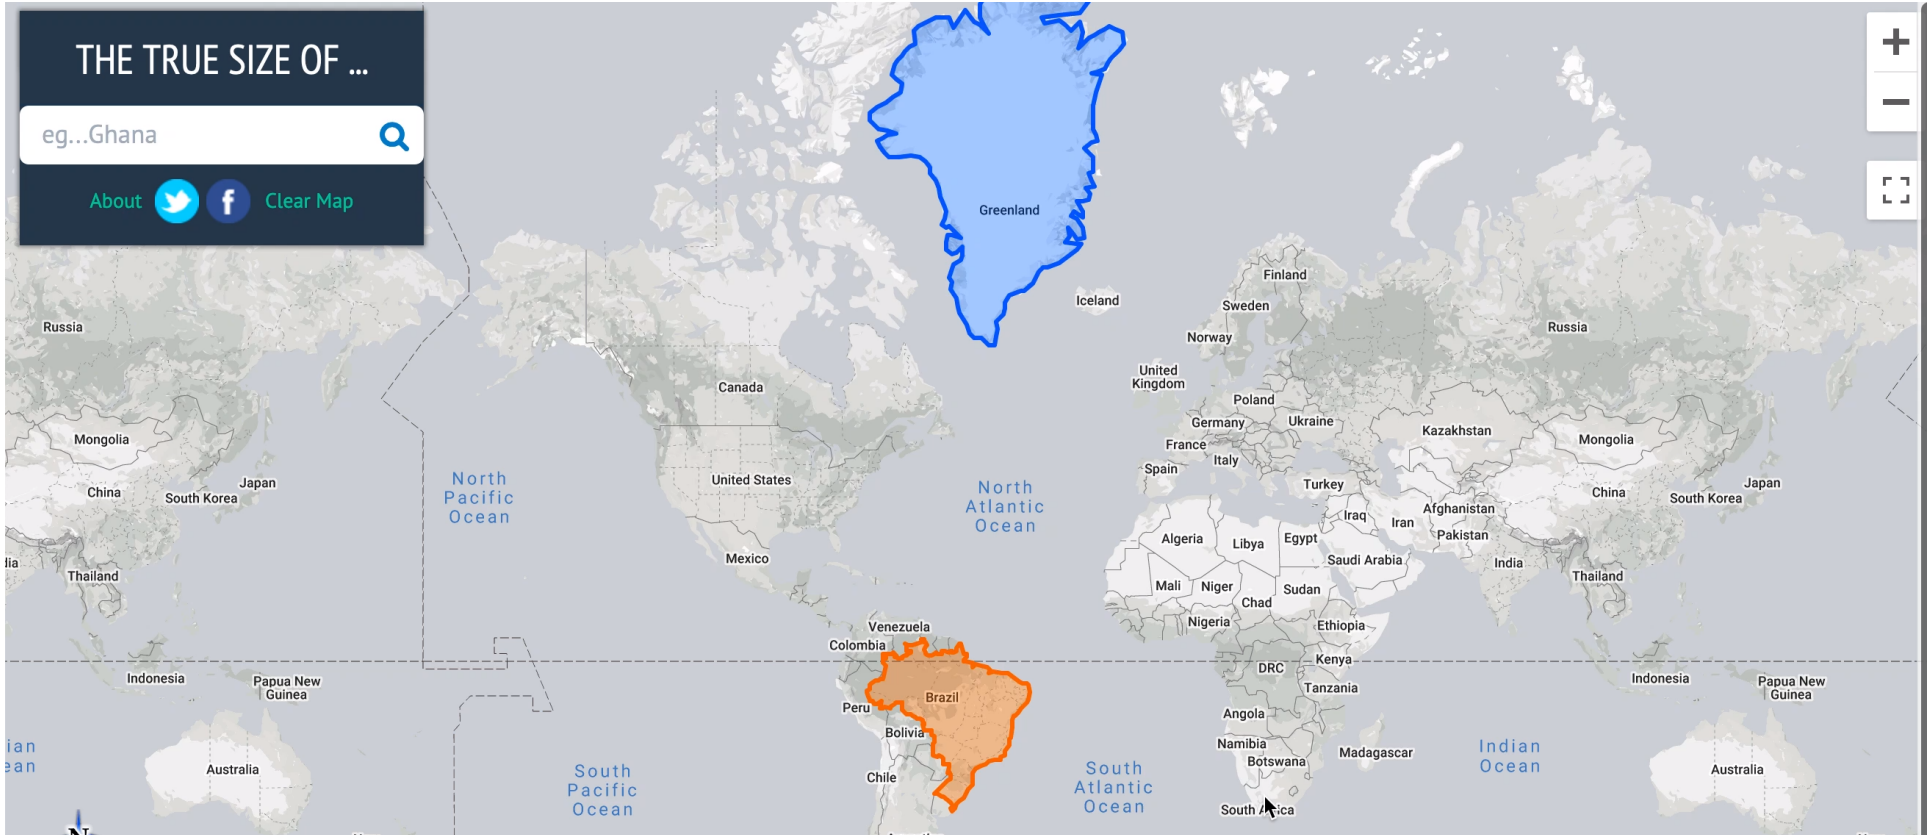 THE TRUE SIZE OF ...
eg...Ghana
About
Clear Map
Greenland
Iceland
Finland
Sweden
Norway
Russia
Russia
United
Kingdom
Canada
Poland
Germany
Ukraine
France
Kazakhstan
Mongolia
Mongolia
Italy
Spain
United States
Turkey
Japan
Japan
China
South Korea
China
South Korea
North
Pacific
Ocean
North
Atlantic
Ocean
Iraq
Afghanistan
Iran
Algeria
Libya
Egypt
Pakistan
Mexico
Saudi Arabia
India
dia
Thailand
Thailand
Mali
Niger
Sudan
Chad
Venezuela
Nigeria
Ethiopia
Colombia
Kenya
DRC
Indonesia
Papua New
Guinea
Indonesia
Papua New
Guinea
Tanzania
Brazil
Peru
Angola
Bolivia
Namibia
Madagascar
Botswana
Indian
Ocean
ian
ean
Australia
Australia
Chile
South
Pacific
Ocean
South
Atlantic
Ocean
N